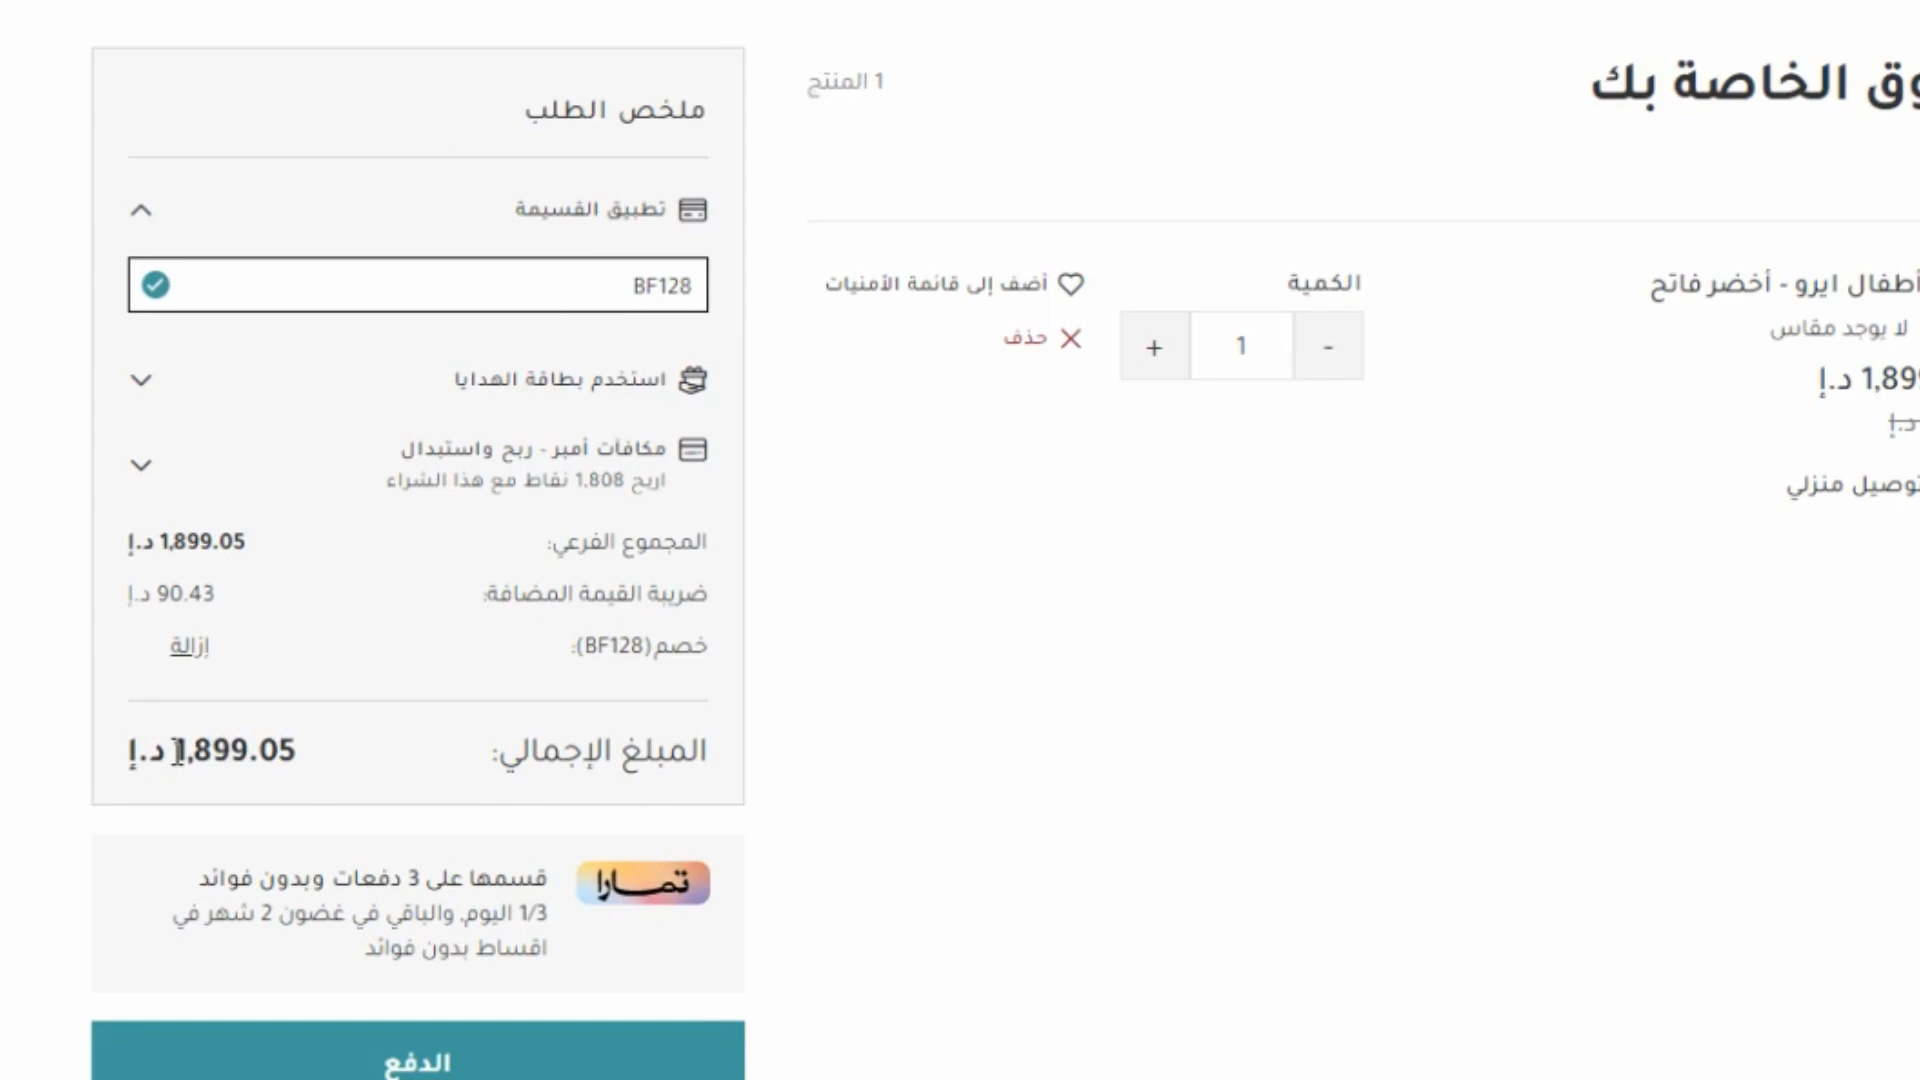 وق الخاصة بك
1 المنتج
أطفال ايرو - أخضر فاتح
لا يوجد مقاس
1,899 د.إ
د.إ
توصيل منزلي
الكمية
- 1 +
أضف إلى قائمة الأمنيات
حذف
ملخص الطلب
تطبيق القسيمة
BF128
استخدم بطاقة الهدايا
مكافآت أمبر - ربح واستبدال
اربح 1,808 نقاط مع هذا الشراء
المجموع الفرعي: 1,899.05 د.إ
ضريبة القيمة المضافة: 90.43 د.إ
خصم(BF128): إزالة
المبلغ الإجمالي: 1,899.05 د.إ
تمارا
قسمها على 3 دفعات وبدون فوائد
1/3 اليوم, والباقي في غضون 2 شهر في
اقساط بدون فوائد
الدفع